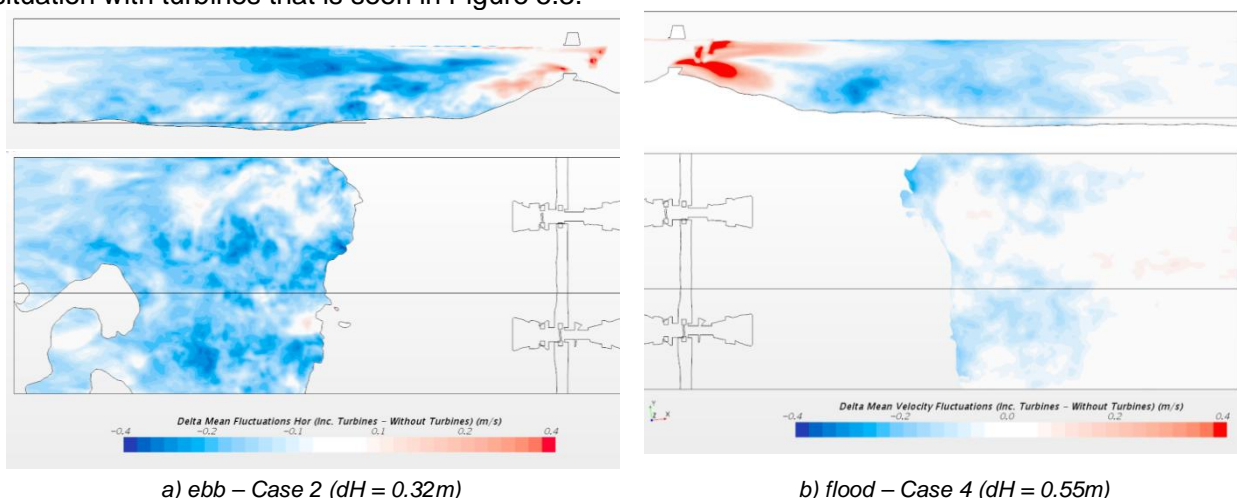 situation with turbines that is seen in Figure
Delta Mean Fluctuations Hor (Inc. Turbines - Without Turbines) (m/s)
-0.4 -0.2 -0.1 0.1 0.2 0.4
Delta Mean Velocity Fluctuations (Inc. Turbines - Without Turbines) (m/s)
-0.4 -0.2 0.0 0.2 0.4
Y
Z X
a) ebb – Case 2 (dH = 0.32m)
b) flood – Case 4 (dH = 0.55m)